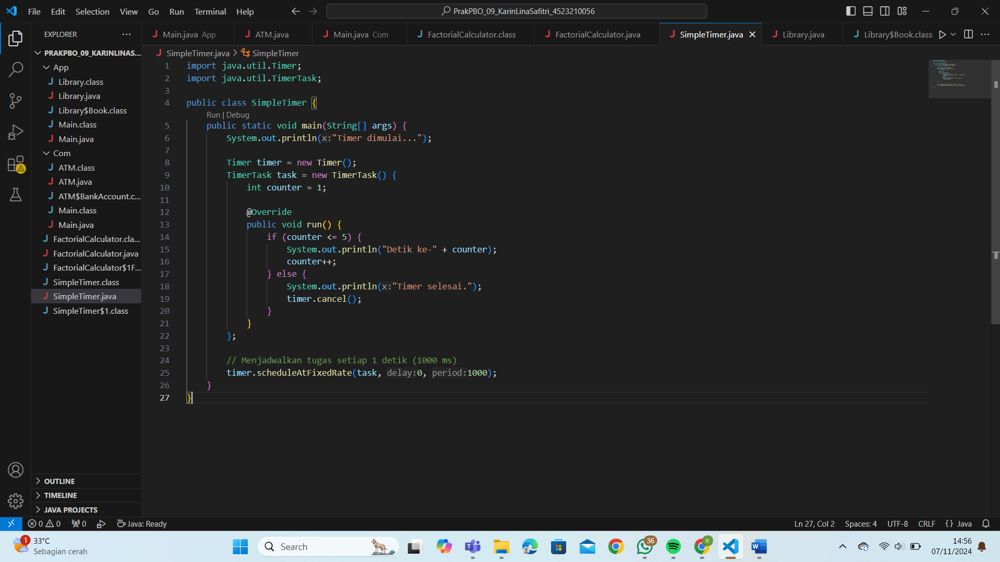 File Edit Selection View Go Run Terminal Help
PrakPBO_09_KarinLinaSafitri_4523210056
EXPLORER
Main.java App
ATM.java
Main.java Com
FactorialCalculator.class
FactorialCalculator.java
SimpleTimer.java
Library.java
Library$Book.class
PRAKPBO_09_KARINLINAS...
App
Library.class
Library.java
Library$Book.class
Main.class
Main.java
Com
ATM.class
ATM.java
ATM$BankAccount.c...
Main.class
Main.java
FactorialCalculator.cla...
FactorialCalculator.java
FactorialCalculator$1F...
SimpleTimer.class
SimpleTimer.java
SimpleTimer$1.class
OUTLINE
TIMELINE
JAVA PROJECTS
SimpleTimer.java > SimpleTimer
1 import java.util.Timer;
2 import java.util.TimerTask;
3
4 public class SimpleTimer {
Run | Debug
5 public static void main(String[] args) {
6 System.out.println(x:"Timer dimulai...");
7
8 Timer timer = new Timer();
9 TimerTask task = new TimerTask() {
10 int counter = 1;
11
12 @Override
13 public void run() {
14 if (counter <= 5) {
15 System.out.println("Detik ke-" + counter);
16 counter++;
17 } else {
18 System.out.println(x:"Timer selesai.");
19 timer.cancel();
20 }
21 }
22 };
23
24 // Menjadwalkan tugas setiap 1 detik (1000 ms)
25 timer.scheduleAtFixedRate(task, delay:0, period:1000);
26 }
27 }
0 0 0 Java: Ready
Ln 27, Col 2 Spaces: 4 UTF-8 CRLF {} Java
1
33°C
Sebagian cerah
Search
36
K
14:56
07/11/2024